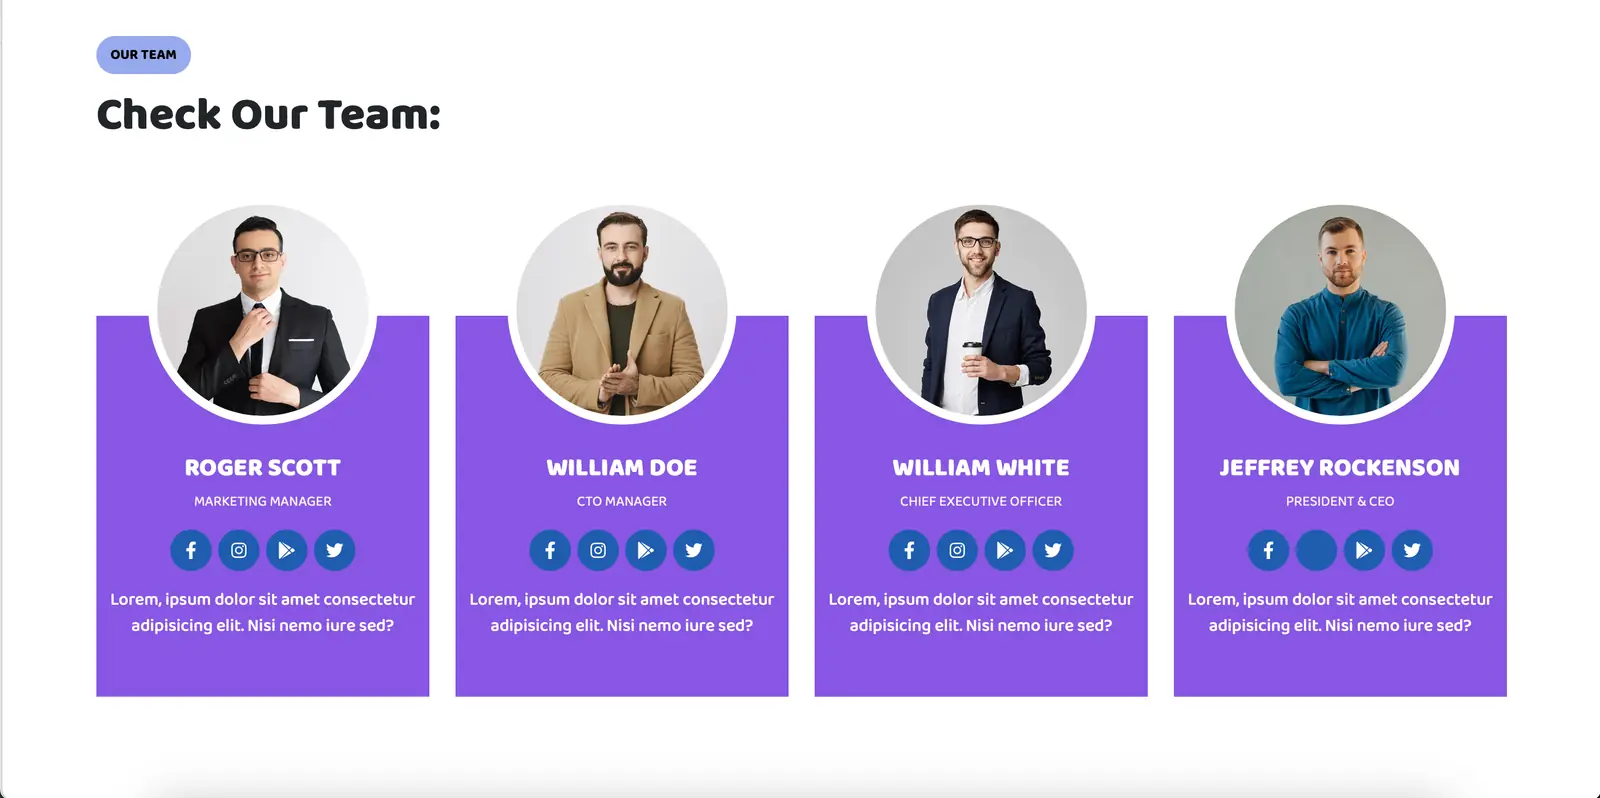 OUR TEAM
Check Our Team:
ROGER SCOTT
MARKETING MANAGER
Lorem, ipsum dolor sit amet consectetur
adipisicing elit. Nisi nemo iure sed?
WILLIAM DOE
CTO MANAGER
Lorem, ipsum dolor sit amet consectetur
adipisicing elit. Nisi nemo iure sed?
WILLIAM WHITE
CHIEF EXECUTIVE OFFICER
Lorem, ipsum dolor sit amet consectetur
adipisicing elit. Nisi nemo iure sed?
JEFFREY ROCKENSON
PRESIDENT & CEO
Lorem, ipsum dolor sit amet consectetur
adipisicing elit. Nisi nemo iure sed?